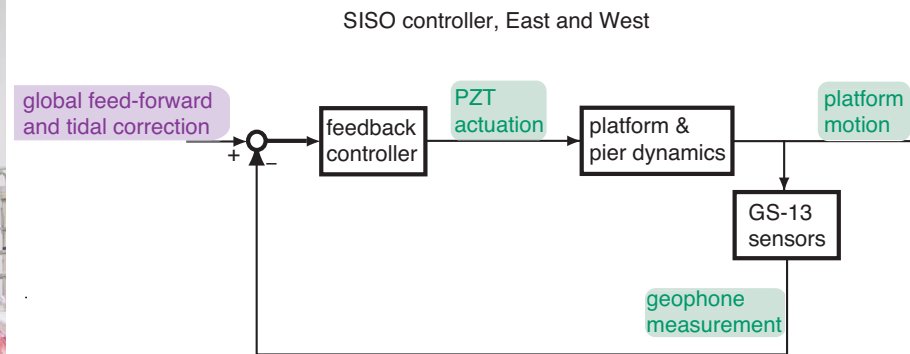 SISO controller, East and West
global feed-forward
and tidal correction
+
−
feedback
controller
PZT
actuation
platform &
pier dynamics
platform
motion
GS-13
sensors
geophone
measurement